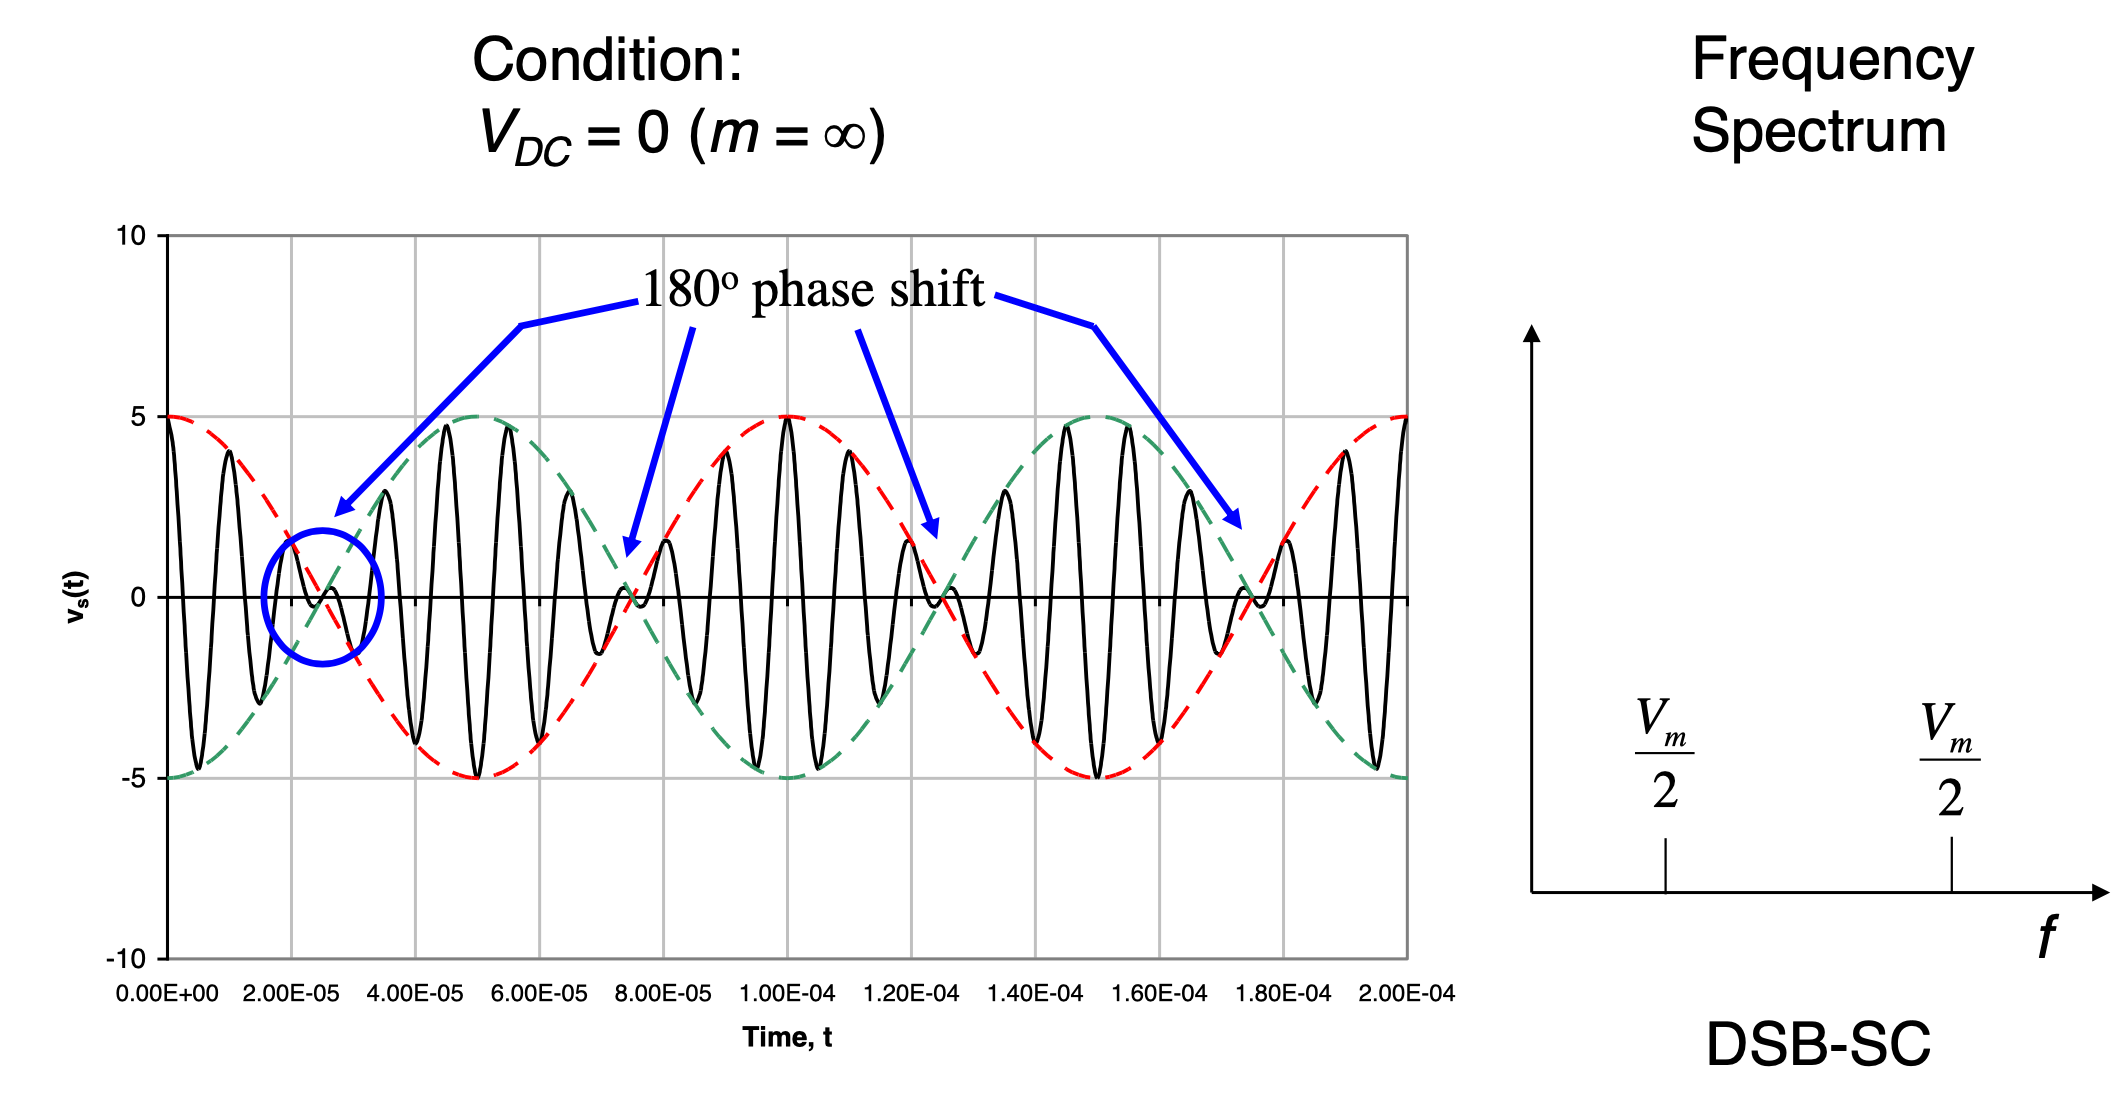 Condition:
V_DC = 0 (m = ∞)
Frequency
Spectrum
180° phase shift
10
5
0
-5
-10
v_s(t)
0.00E+00 2.00E-05 4.00E-05 6.00E-05 8.00E-05 1.00E-04 1.20E-04 1.40E-04 1.60E-04 1.80E-04 2.00E-04
Time, t
V_m
2
V_m
2
f
DSB-SC